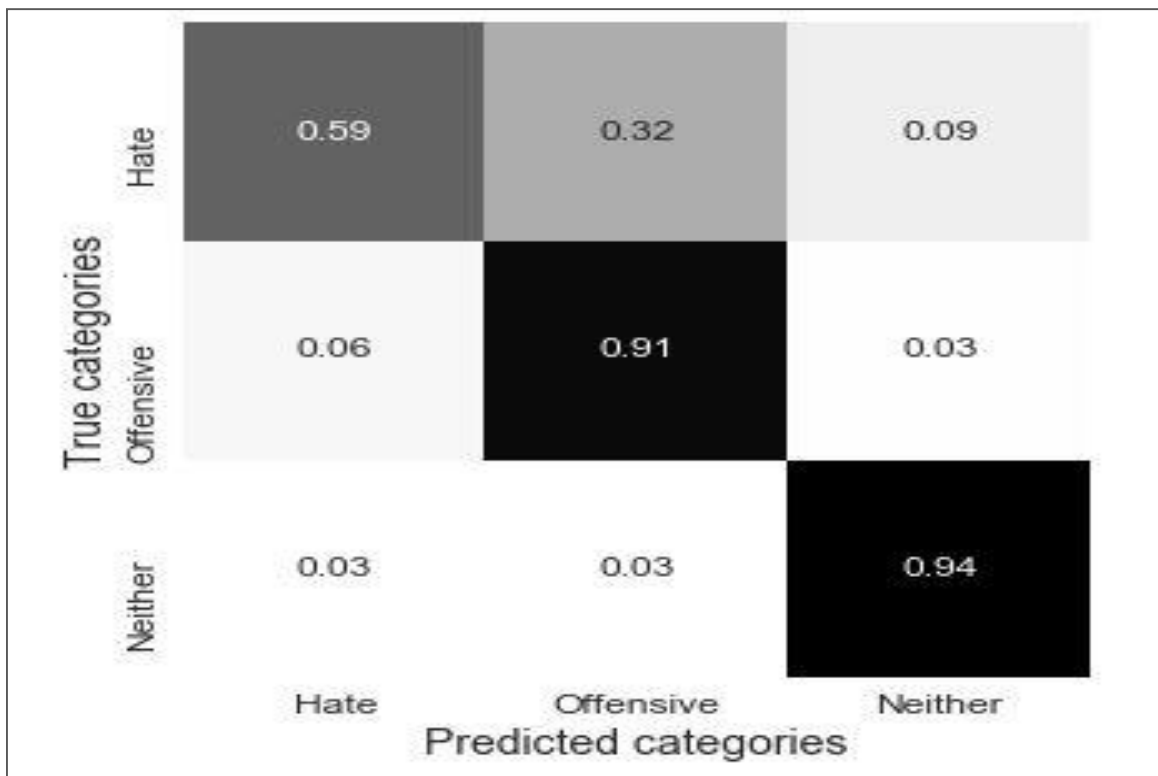 True categories
Hate
0.59 0.32 0.09
Offensive
0.06 0.91 0.03
Neither
0.03 0.03 0.94
Hate Offensive Neither
Predicted categories